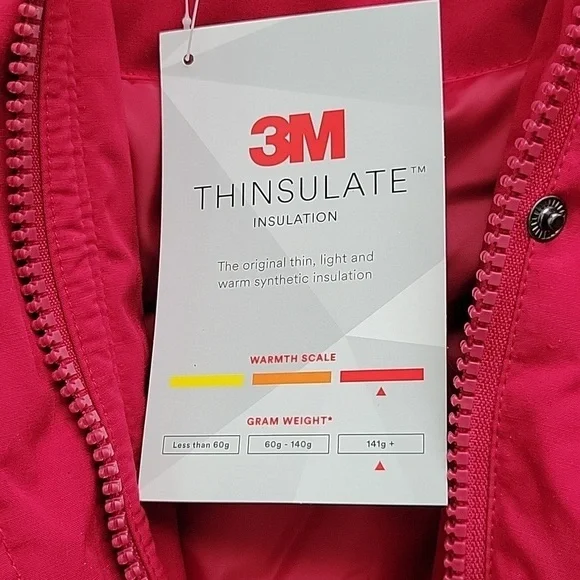 3M
THINSULATE™
INSULATION
The original thin, light and
warm synthetic insulation
WARMTH SCALE
GRAM WEIGHT*
Less than 60g 60g - 140g 141g +